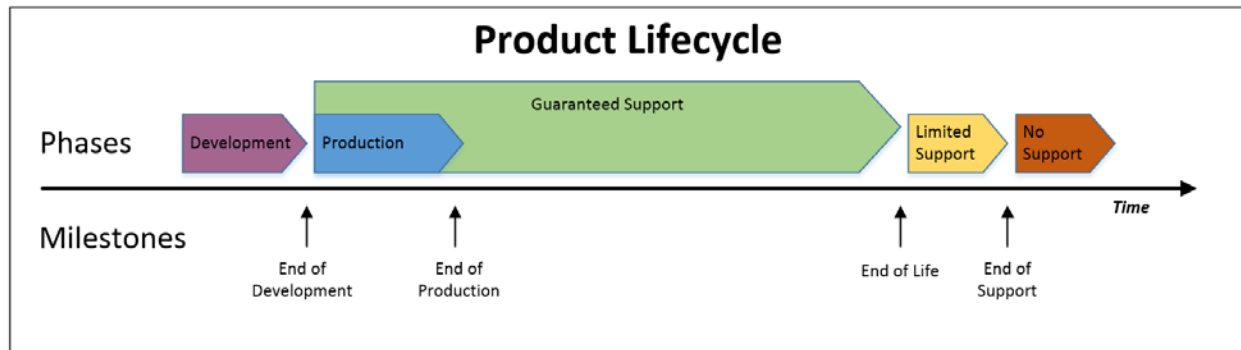 Product Lifecycle
Guaranteed Support
Phases
Development
Production
Limited
Support
No
Support
Time
Milestones
End of
Development
End of
Production
End of Life
End of
Support